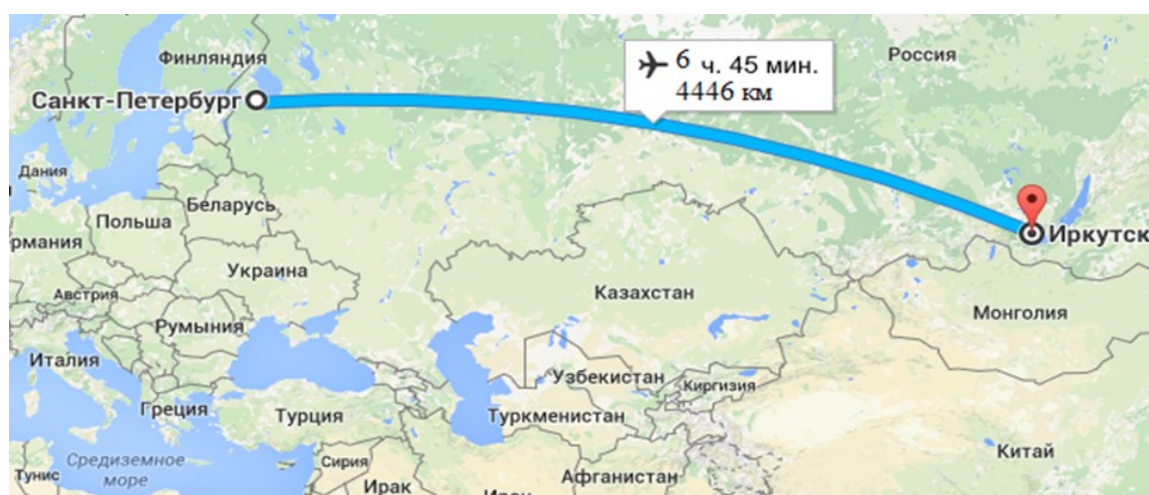 Финляндия
Россия
6 ч. 45 мин.
4446 км
Санкт-Петербург
Дания
Беларусь
Польша
Иркутск
ермания
Украина
Австрия
Казахстан
Монголия
Румыния
Италия
Узбекистан
Киргизия
Греция
Турция
Туркменистан
Китай
Средиземное
море
Сирия
Тунис
Афганистан
Ирак